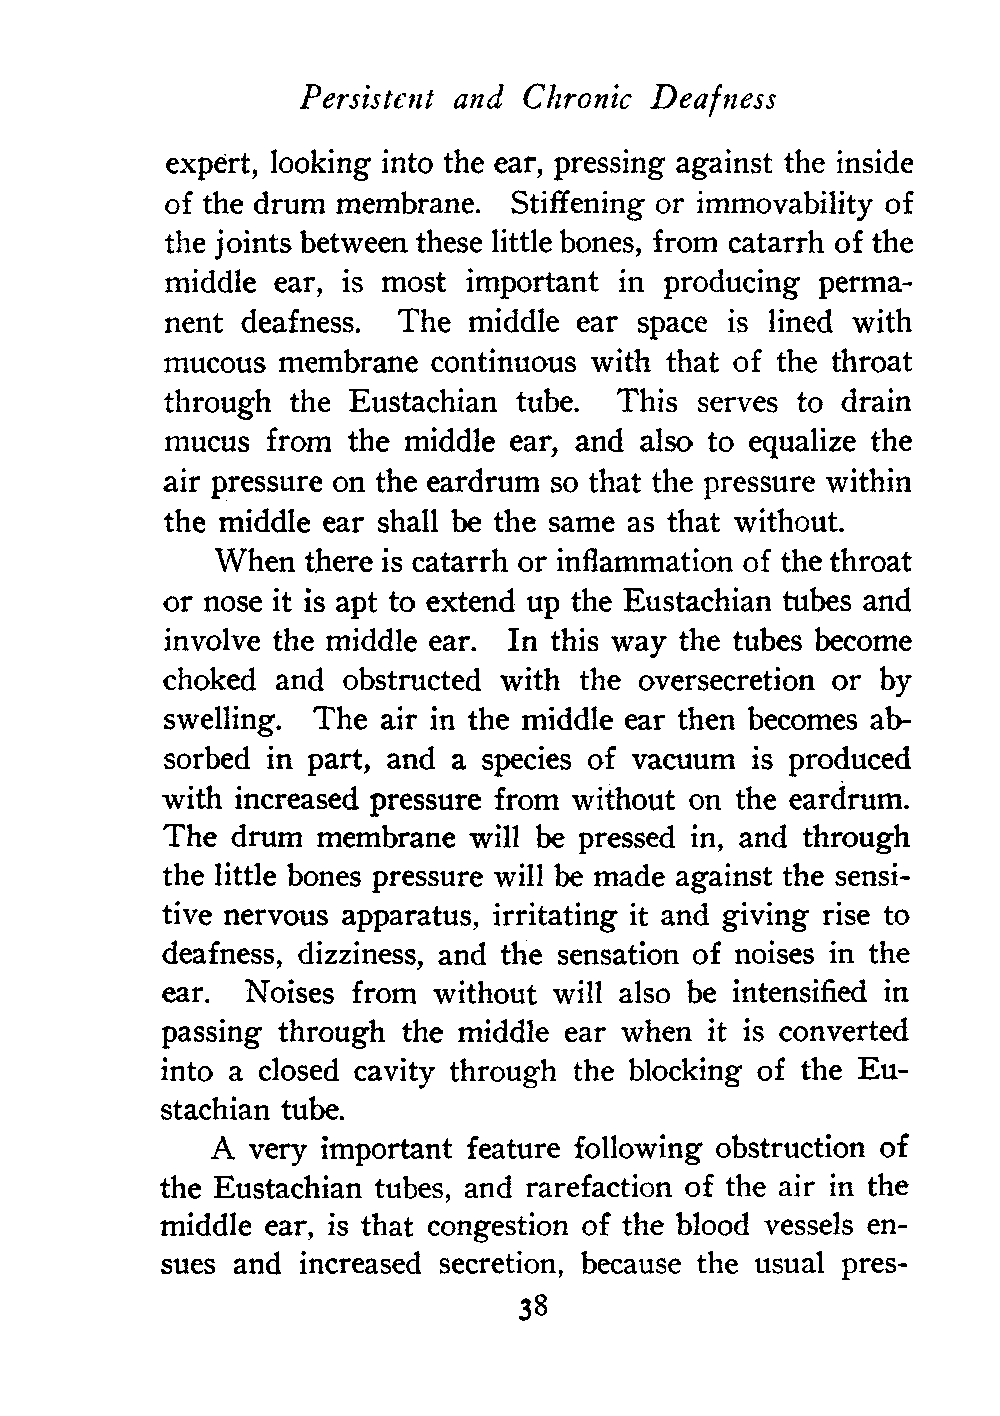 Persistent and Chronic Deafness
expert, looking into the ear, pressing against the inside
of the drum membrane. Stiffening or immovability of
the joints between these little bones, from catarrh of the
middle ear, is most important in producing perma-
nent deafness. The middle ear space is lined with
mucous membrane continuous with that of the throat
through the Eustachian tube. This serves to drain
mucus from the middle ear, and also to equalize the
air pressure on the eardrum so that the pressure within
the middle ear shall be the same as that without.
When there is catarrh or inflammation of the throat
or nose it is apt to extend up the Eustachian tubes and
involve the middle ear. In this way the tubes become
choked and obstructed with the oversecretion or by
swelling. The air in the middle ear then becomes ab-
sorbed in part, and a species of vacuum is produced
with increased pressure from without on the eardrum.
The drum membrane will be pressed in, and through
the little bones pressure will be made against the sensi-
tive nervous apparatus, irritating it and giving rise to
deafness, dizziness, and the sensation of noises in the
ear. Noises from without will also be intensified in
passing through the middle ear when it is converted
into a closed cavity through the blocking of the Eu-
stachian tube.
A very important feature following obstruction of
the Eustachian tubes, and rarefaction of the air in the
middle ear, is that congestion of the blood vessels en-
sues and increased secretion, because the usual pres-
38